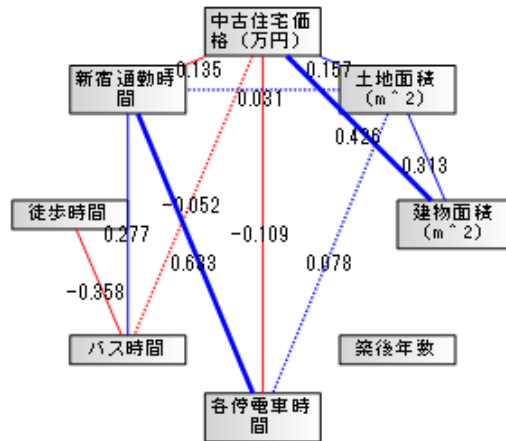 中古住宅価
格（万円）
-0.135
0.157
新宿通勤時
間
土地面積
(m^2)
0.031
0.426
0.313
徒歩時間
建物面積
(m^2)
-0.052
0.277
-0.109
0.633
0.078
-0.358
バス時間
築後年数
各停電車時
間